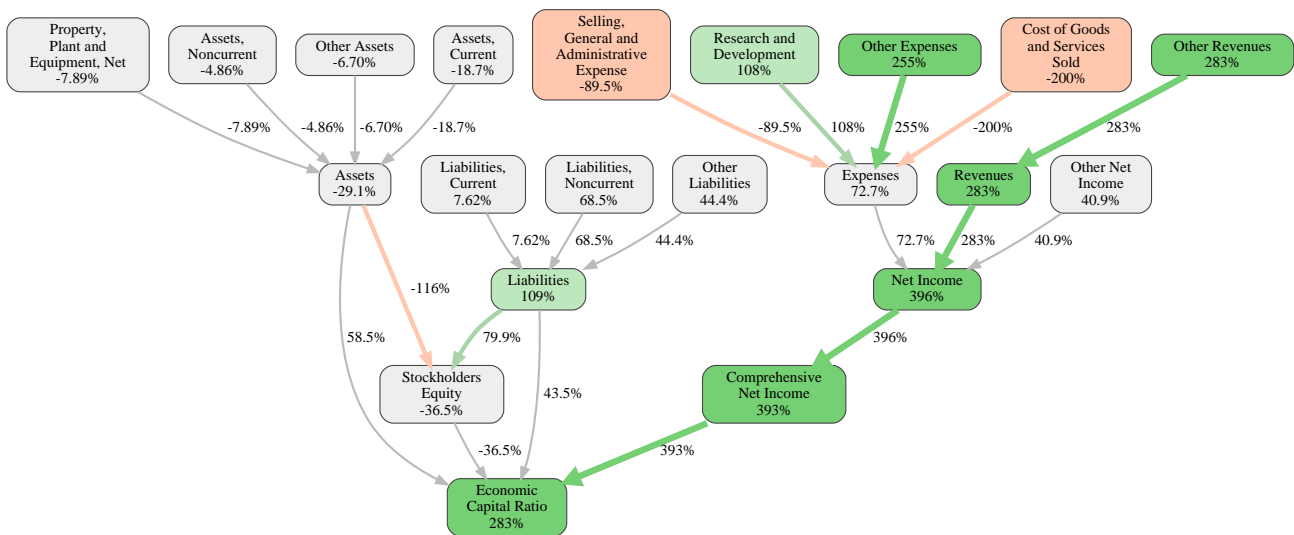 Property,
Plant and
Equipment, Net
-7.89%
Assets,
Noncurrent
-4.86%
Other Assets
-6.70%
Assets,
Current
-18.7%
Selling,
General and
Administrative
Expense
-89.5%
Research and
Development
108%
Other Expenses
255%
Cost of Goods
and Services
Sold
-200%
Other Revenues
283%
-7.89%
-4.86%
-6.70%
-18.7%
-89.5%
108%
255%
-200%
283%
Assets
-29.1%
Liabilities,
Current
7.62%
Liabilities,
Noncurrent
68.5%
Other
Liabilities
44.4%
Expenses
72.7%
Revenues
283%
Other Net
Income
40.9%
7.62%
68.5%
44.4%
72.7%
283%
40.9%
Liabilities
109%
Net Income
396%
-116%
58.5%
79.9%
396%
Stockholders
Equity
-36.5%
43.5%
Comprehensive
Net Income
393%
-36.5%
393%
Economic
Capital Ratio
283%